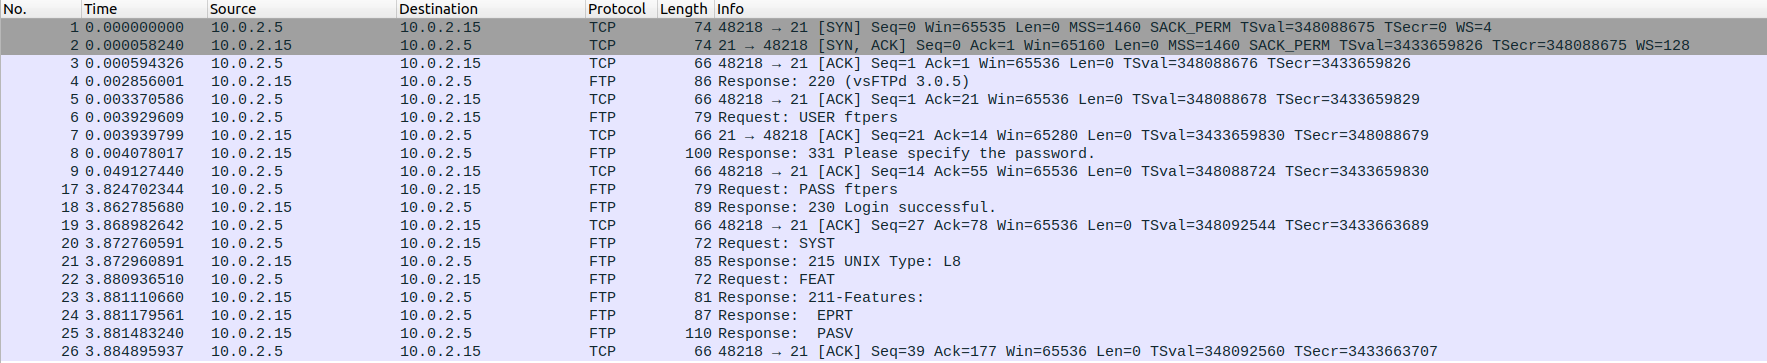 No. Time Source Destination Protocol Length Info
1 0.000000000 10.0.2.5 10.0.2.15 TCP 74 48218 → 21 [SYN] Seq=0 Win=65535 Len=0 MSS=1460 SACK_PERM TSval=348088675 TSecr=0 WS=4
2 0.000058240 10.0.2.15 10.0.2.5 TCP 74 21 → 48218 [SYN, ACK] Seq=0 Ack=1 Win=65160 Len=0 MSS=1460 SACK_PERM TSval=3433659826 TSecr=348088675 WS=128
3 0.000594326 10.0.2.5 10.0.2.15 TCP 66 48218 → 21 [ACK] Seq=1 Ack=1 Win=65536 Len=0 TSval=348088676 TSecr=3433659826
4 0.002856001 10.0.2.15 10.0.2.5 FTP 86 Response: 220 (vsFTPd 3.0.5)
5 0.003370586 10.0.2.5 10.0.2.15 TCP 66 48218 → 21 [ACK] Seq=1 Ack=21 Win=65536 Len=0 TSval=348088678 TSecr=3433659829
6 0.003929609 10.0.2.5 10.0.2.15 FTP 79 Request: USER ftpers
7 0.003939799 10.0.2.15 10.0.2.5 TCP 66 21 → 48218 [ACK] Seq=21 Ack=14 Win=65280 Len=0 TSval=3433659830 TSecr=348088679
8 0.004078017 10.0.2.15 10.0.2.5 FTP 100 Response: 331 Please specify the password.
9 0.049127440 10.0.2.5 10.0.2.15 TCP 66 48218 → 21 [ACK] Seq=14 Ack=55 Win=65536 Len=0 TSval=348088724 TSecr=3433659830
17 3.824702344 10.0.2.5 10.0.2.15 FTP 79 Request: PASS ftpers
18 3.862785680 10.0.2.15 10.0.2.5 FTP 89 Response: 230 Login successful.
19 3.868982642 10.0.2.5 10.0.2.15 TCP 66 48218 → 21 [ACK] Seq=27 Ack=78 Win=65536 Len=0 TSval=348092544 TSecr=3433663689
20 3.872760591 10.0.2.5 10.0.2.15 FTP 72 Request: SYST
21 3.872960891 10.0.2.15 10.0.2.5 FTP 85 Response: 215 UNIX Type: L8
22 3.880936510 10.0.2.5 10.0.2.15 FTP 72 Request: FEAT
23 3.881110660 10.0.2.15 10.0.2.5 FTP 81 Response: 211-Features:
24 3.881179561 10.0.2.15 10.0.2.5 FTP 87 Response: EPRT
25 3.881483240 10.0.2.15 10.0.2.5 FTP 110 Response: PASV
26 3.884895937 10.0.2.5 10.0.2.15 TCP 66 48218 → 21 [ACK] Seq=39 Ack=177 Win=65536 Len=0 TSval=348092560 TSecr=3433663707